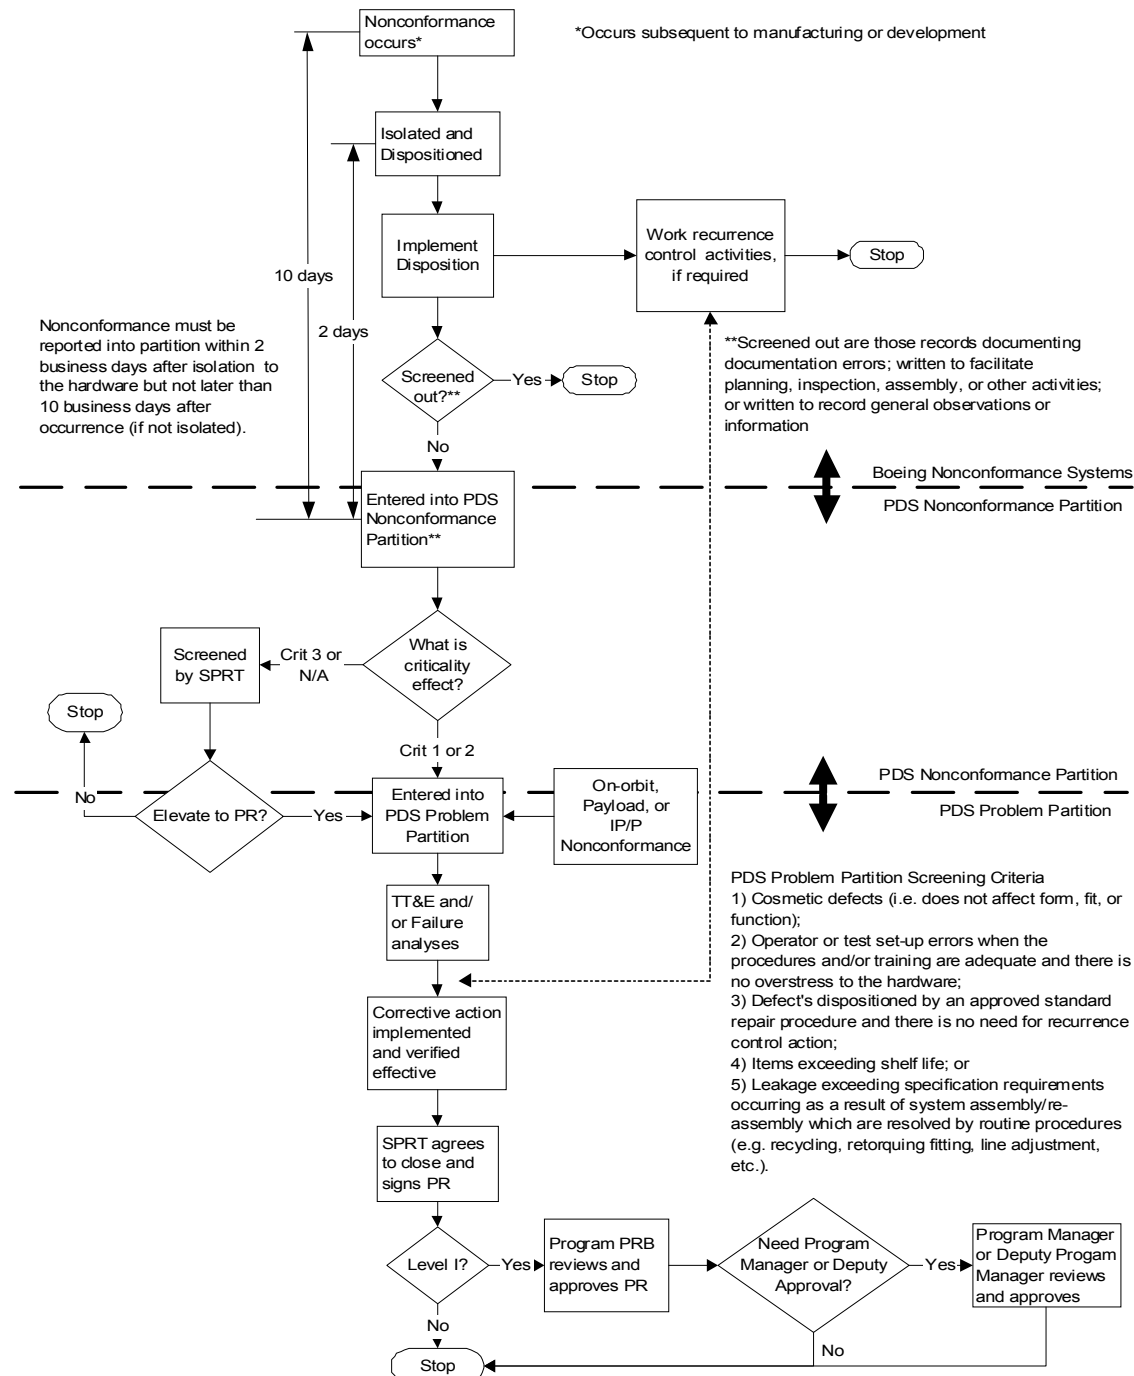 Nonconformance
occurs*
*Occurs subsequent to manufacturing or development
Isolated and
Dispositioned
Implement
Disposition
Work recurrence
control activities,
if required
Stop
10 days
2 days
Nonconformance must be
reported into partition within 2
business days after isolation to
the hardware but not later than
10 business days after
occurrence (if not isolated).
Screened
out?**
Yes
Stop
**Screened out are those records documenting
documentation errors; written to facilitate
planning, inspection, assembly, or other activities;
or written to record general observations or
information
No
Boeing Nonconformance Systems
PDS Nonconformance Partition
Entered into PDS
Nonconformance
Partition**
What is
criticality
effect?
Crit 3 or
N/A
Screened
by SPRT
Stop
Crit 1 or 2
No
Elevate to PR?
Yes
Entered into
PDS Problem
Partition
On-orbit,
Payload, or
IP/P
Nonconformance
PDS Nonconformance Partition
PDS Problem Partition
TT&E and/
or Failure
analyses
PDS Problem Partition Screening Criteria
1) Cosmetic defects (i.e. does not affect form, fit, or
function);
2) Operator or test set-up errors when the
procedures and/or training are adequate and there is
no overstress to the hardware;
3) Defect's dispositioned by an approved standard
repair procedure and there is no need for recurrence
control action;
4) Items exceeding shelf life; or
5) Leakage exceeding specification requirements
occurring as a result of system assembly/re-
assembly which are resolved by routine procedures
(e.g. recycling, retorquing fitting, line adjustment,
etc.).
Corrective action
implemented
and verified
effective
SPRT agrees
to close and
signs PR
Level I?
Yes
Program PRB
reviews and
approves PR
Need Program
Manager or Deputy
Approval?
Yes
Program Manager
or Deputy Progam
Manager reviews
and approves
No
No
Stop